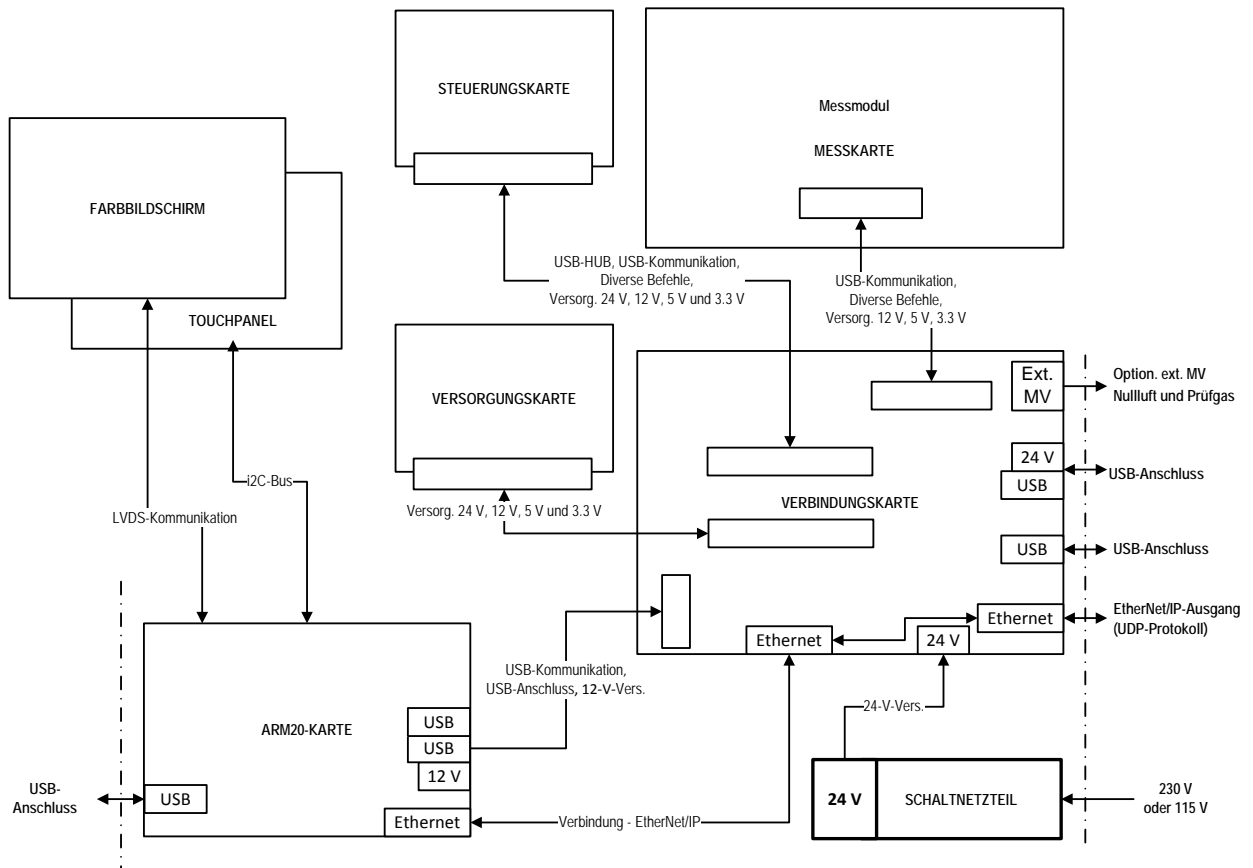 STEUERUNGSKARTE
Messmodul
MESSKARTE
FARBBILDSCHIRM
TOUCHPANEL
USB-HUB, USB-Kommunikation,
Diverse Befehle,
Versorg. 24 V, 12 V, 5 V und 3.3 V
USB-Kommunikation,
Diverse Befehle,
Versorg. 12 V, 5 V, 3.3 V
VERSORGUNGSKARTE
Ext.
MV
Option. ext. MV
Nullluft und Prüfgas
24 V
USB
USB-Anschluss
VERBINDUNGSKARTE
i2C-Bus
LVDS-Kommunikation
Versorg. 24 V, 12 V, 5 V und 3.3 V
USB
USB-Anschluss
Ethernet
EtherNet/IP-Ausgang
(UDP-Protokoll)
Ethernet
24 V
USB-Kommunikation,
USB-Anschluss, 12-V-Vers.
24-V-Vers.
ARM20-KARTE
USB
USB
12 V
USB-
Anschluss
USB
Ethernet
Verbindung - EtherNet/IP
24 V
SCHALTNETZTEIL
230 V
oder 115 V